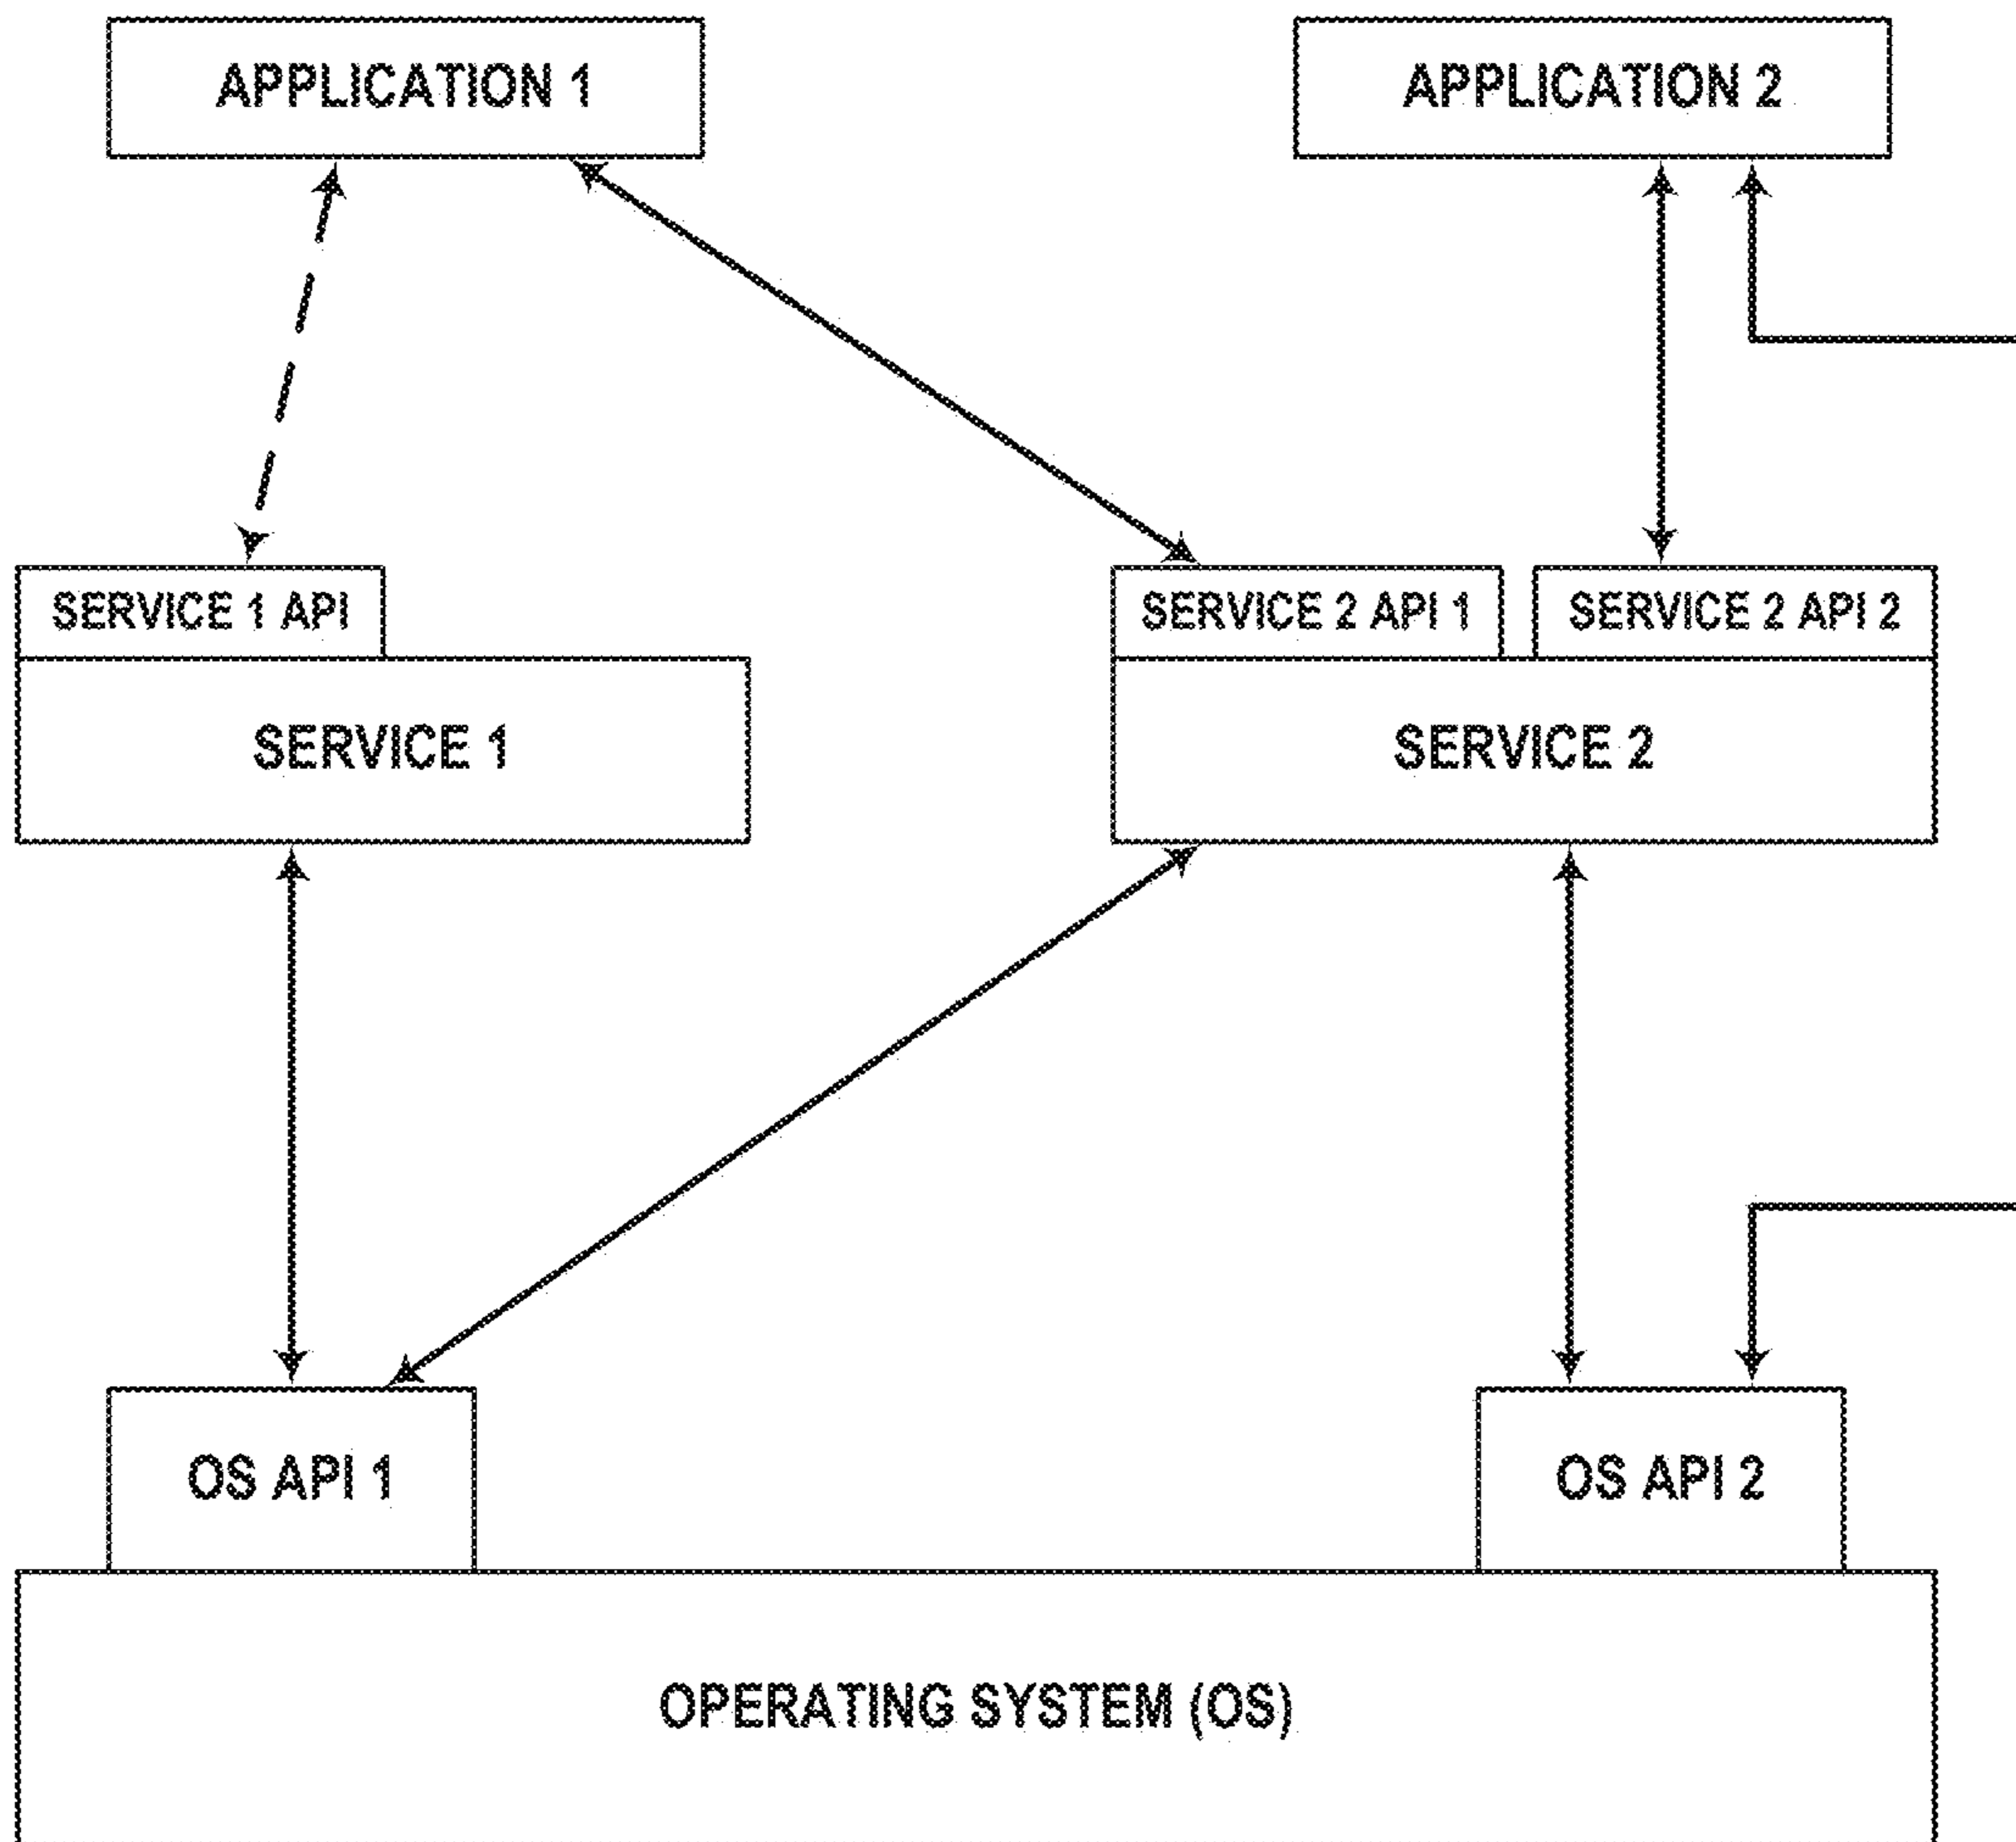 APPLICATION 1
APPLICATION 2
SERVICE 1 API
SERVICE 2 API 1
SERVICE 2 API 2
SERVICE 1
SERVICE 2
OS API 1
OS API 2
OPERATING SYSTEM (OS)